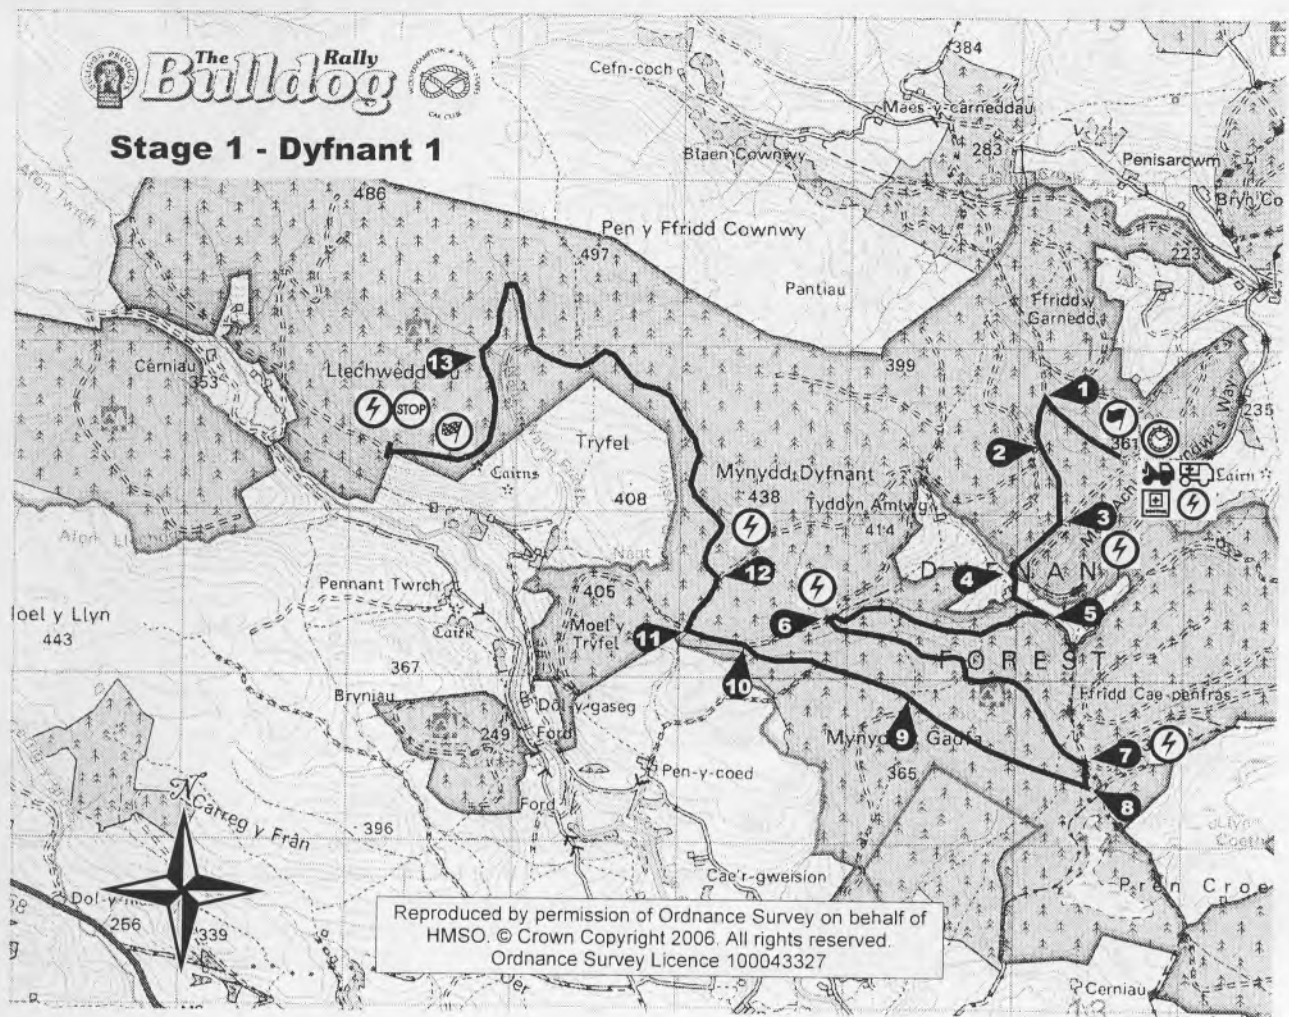 The Rally
Bulldog
Stage 1 - Dyfnant 1
384
Cefn-coch
Maes-y-carneddau
Blaen Cownwy
283
Penisarcwm
Bryn Co
Afon Twrch
486
Pen y Ffridd Cownwy
497
223
Pantiau
Ffridd y
Garnedd
399
13
Llechwedd
Cerniau
353
STOP
1
235
2
361
Cairns
Tryfel
408
Mynydd Dyfnant
438
Tyddyn Amlwg
414
Cairn
3
Nant
12
4
5
6
405
Pennant Twrch
Moel y
Tryfel
11
Cairn
Moel y Llyn
443
10
FOREST
367
Bryniau
Ffridd Cae-penfras
Dol-y-gaseg
249
Ford
9
Mynydd Gadfa
7
365
Pen-y-coed
8
Ford
N
Carreg y Frân
396
Cae'r-gweision
Pren Croe
256
339
Reproduced by permission of Ordnance Survey on behalf of
HMSO. © Crown Copyright 2006. All rights reserved.
Ordnance Survey Licence 100043327
Cerniau